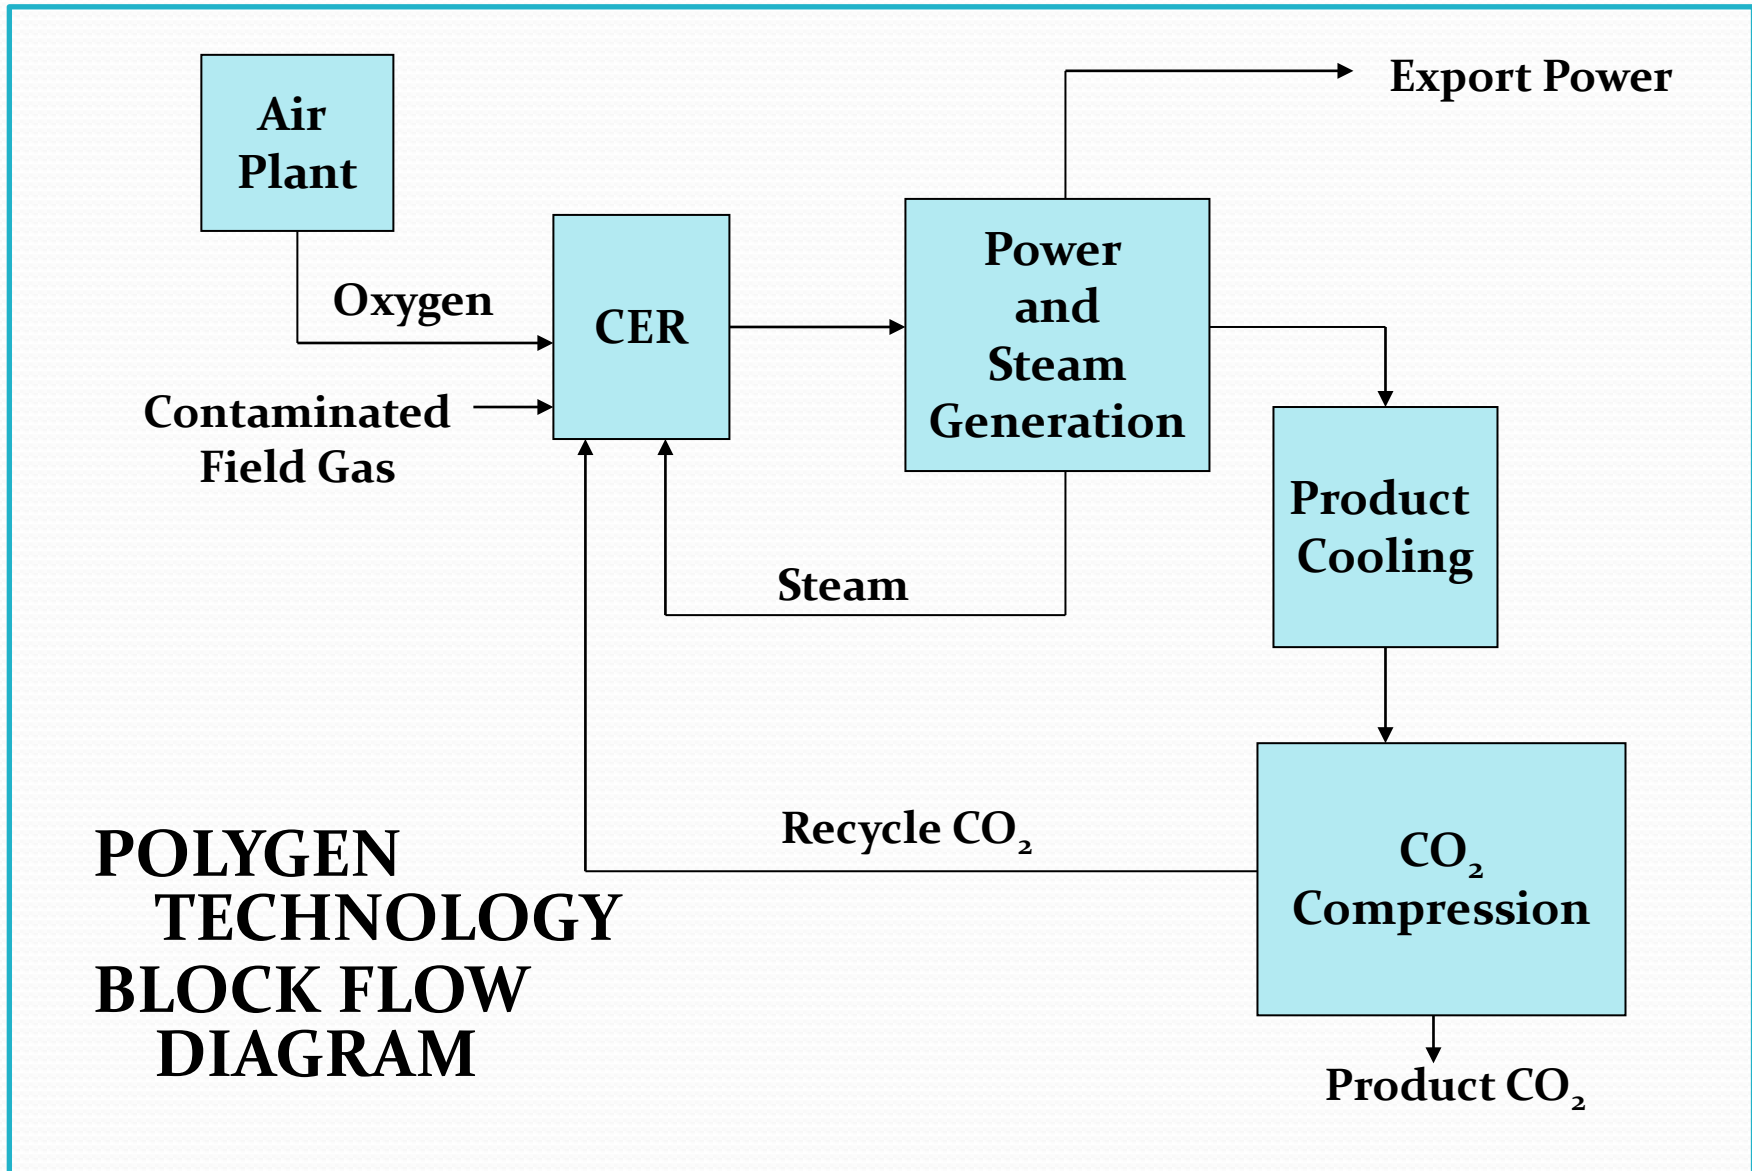 Air
Plant
Export Power
Power
and
Steam
Generation
Oxygen
CER
Contaminated
Field Gas
Product
Cooling
Steam
Recycle CO₂
CO₂
Compression
POLYGEN
TECHNOLOGY
BLOCK FLOW
DIAGRAM
Product CO₂